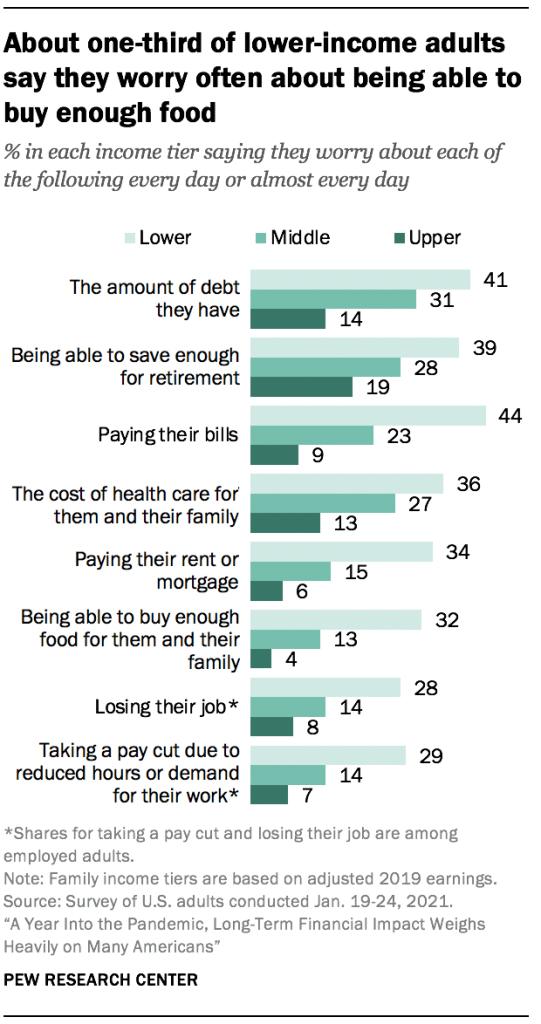 About one-third of lower-income adults
say they worry often about being able to
buy enough food
% in each income tier saying they worry about each of
the following every day or almost every day
Lower Middle Upper
The amount of debt
they have
41
31
14
Being able to save enough
for retirement
39
28
19
Paying their bills
44
23
9
The cost of health care for
them and their family
36
27
13
Paying their rent or
mortgage
34
15
6
Being able to buy enough
food for them and their
family
32
13
4
Losing their job*
28
14
8
Taking a pay cut due to
reduced hours or demand
for their work*
29
14
7
*Shares for taking a pay cut and losing their job are among
employed adults.
Note: Family income tiers are based on adjusted 2019 earnings.
Source: Survey of U.S. adults conducted Jan. 19-24, 2021.
“A Year Into the Pandemic, Long-Term Financial Impact Weighs
Heavily on Many Americans”
PEW RESEARCH CENTER